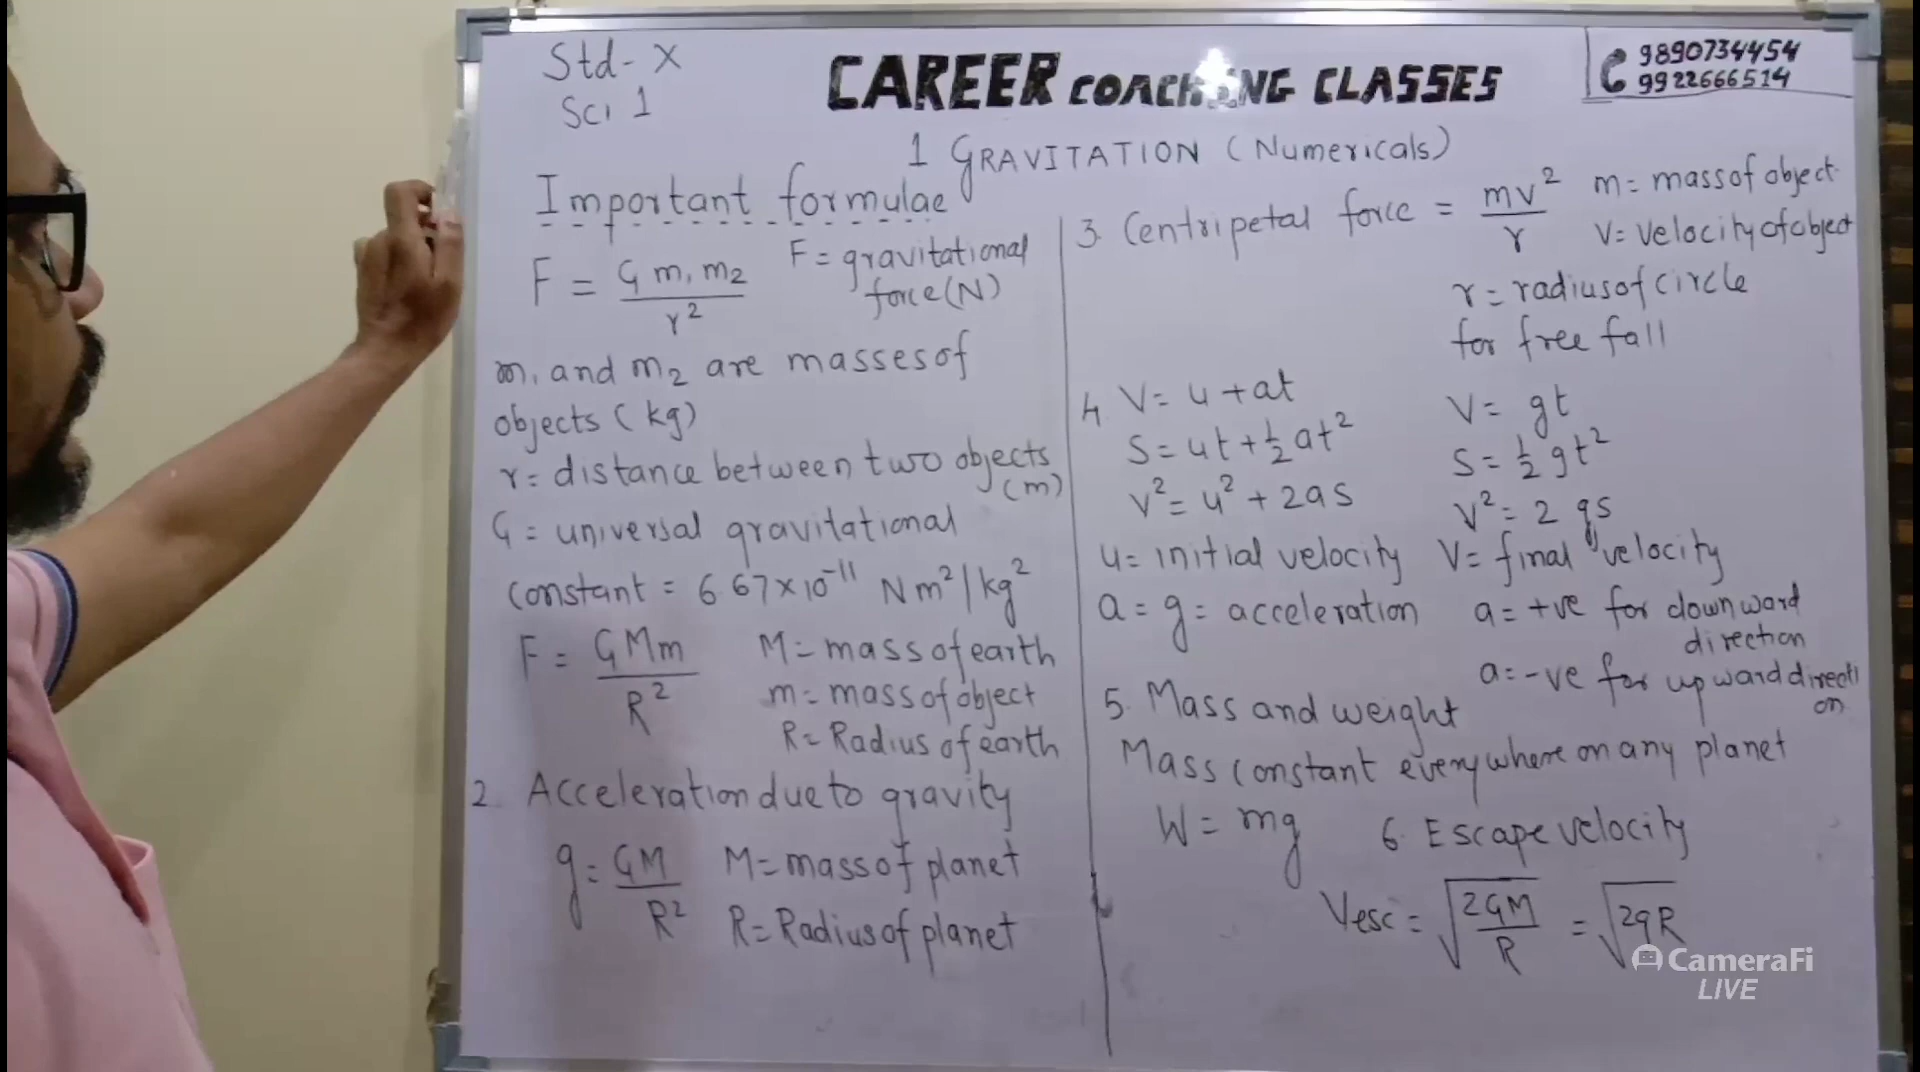 Std- X
Sci 1
CAREER COACHING CLASSES
9890734454
9922666514
1 GRAVITATION (Numericals)
Important formulae
F = G m₁ m₂ / r²
F = gravitational force (N)
m₁ and m₂ are masses of
objects (kg)
r = distance between two objects (m)
G = universal gravitational
constant = 6.67×10⁻¹¹ Nm²/kg²
F = GMm / R²
M = mass of earth
m = mass of object
R = Radius of earth
2. Acceleration due to gravity
g = GM / R²
M = mass of planet
R = Radius of planet
3. Centripetal force = mv² / r
m = mass of object
V = velocity of object
r = radius of circle
for free fall
4. V = u + at
V = gt
S = ut + ½ at²
S = ½ gt²
V² = u² + 2as
V² = 2 gs
u = initial velocity V = final velocity
a = g = acceleration
a = +ve for downward
direction
a = -ve for upward directi
on
5. Mass and weight
Mass constant everywhere on any planet
W = mg
6. Escape velocity
Vesc = √2GM / R = √2gR
CameraFi
LIVE